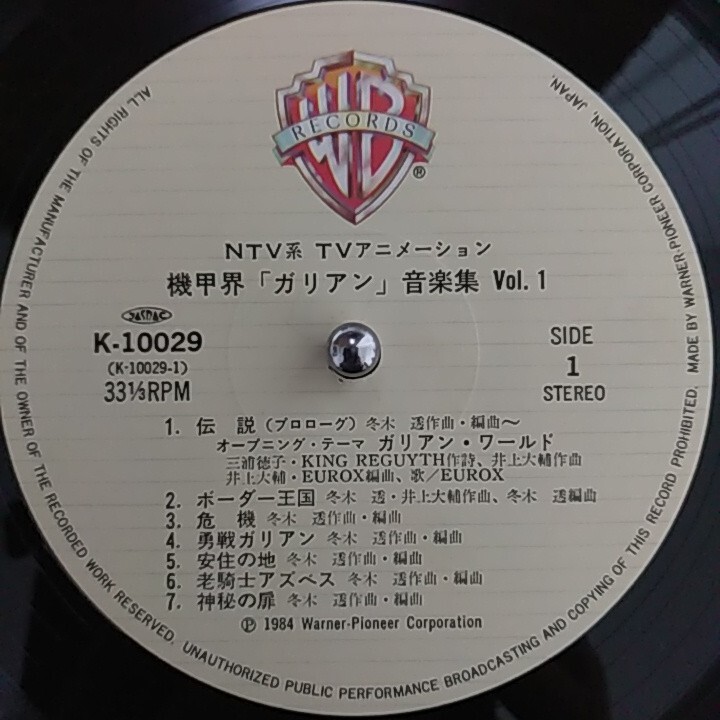 WB
RECORDS
®
NTV系 TVアニメーション
機甲界「ガリアン」音楽集 Vol. 1
JASRAC
K-10029
(K-10029-1)
33⅓RPM
SIDE
1
STEREO
1. 伝 説 (プロローグ) 冬木 透作曲・編曲〜
オープニング・テーマ ガリアン・ワールド
三浦徳子・KING REGUYTH作詩、井上大輔作曲
井上大輔・EUROX編曲、歌/EUROX
2. ボーダー王国 冬木 透・井上大輔作曲、冬木 透編曲
3. 危 機 冬木 透作曲・編曲
4. 勇戦ガリアン 冬木 透作曲・編曲
5. 安住の地 冬木 透作曲・編曲
6. 老騎士アズベス 冬木 透作曲・編曲
7. 神秘の扉 冬木 透作曲・編曲
Ⓟ 1984 Warner-Pioneer Corporation
ALL RIGHTS OF THE MANUFACTURER AND OF THE OWNER OF THE RECORDED WORK RESERVED. UNAUTHORIZED PUBLIC PERFORMANCE BROADCASTING AND COPYING OF THIS RECORD PROHIBITED. MADE BY WARNER-PIONEER CORPORATION, JAPAN.